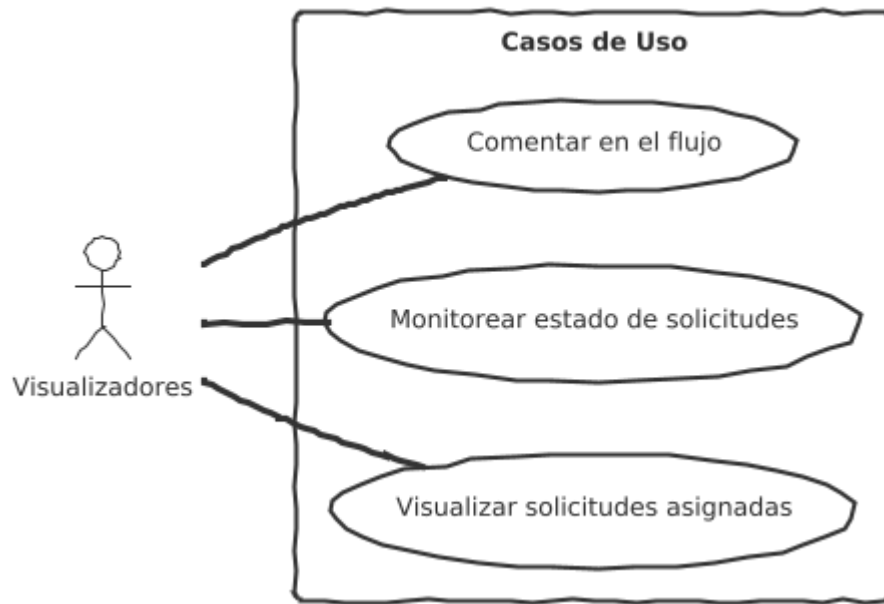 Casos de Uso
Comentar en el flujo
Monitorear estado de solicitudes
Visualizadores
Visualizar solicitudes asignadas